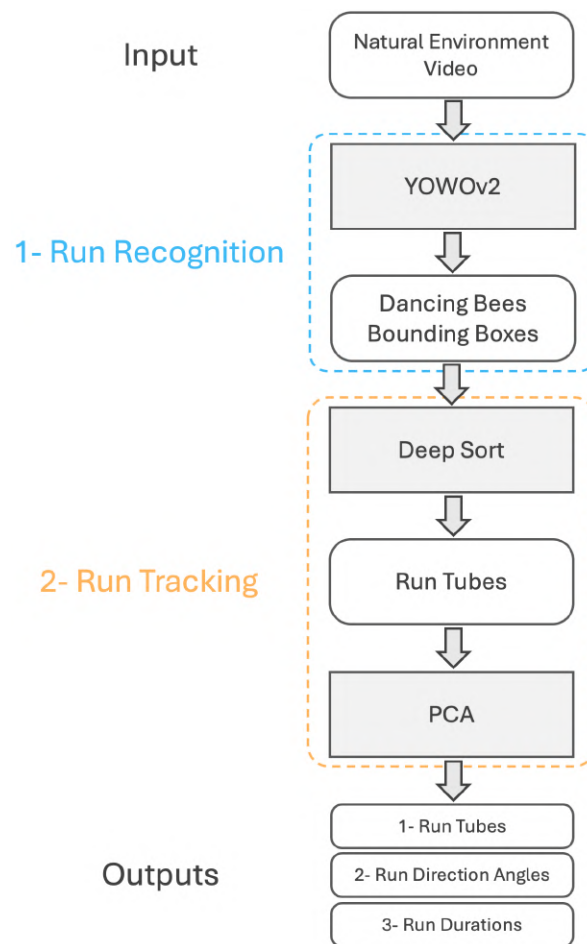 Input
Natural Environment
Video
1- Run Recognition
YOWOv2
Dancing Bees
Bounding Boxes
2- Run Tracking
Deep Sort
Run Tubes
PCA
Outputs
1- Run Tubes
2- Run Direction Angles
3- Run Durations